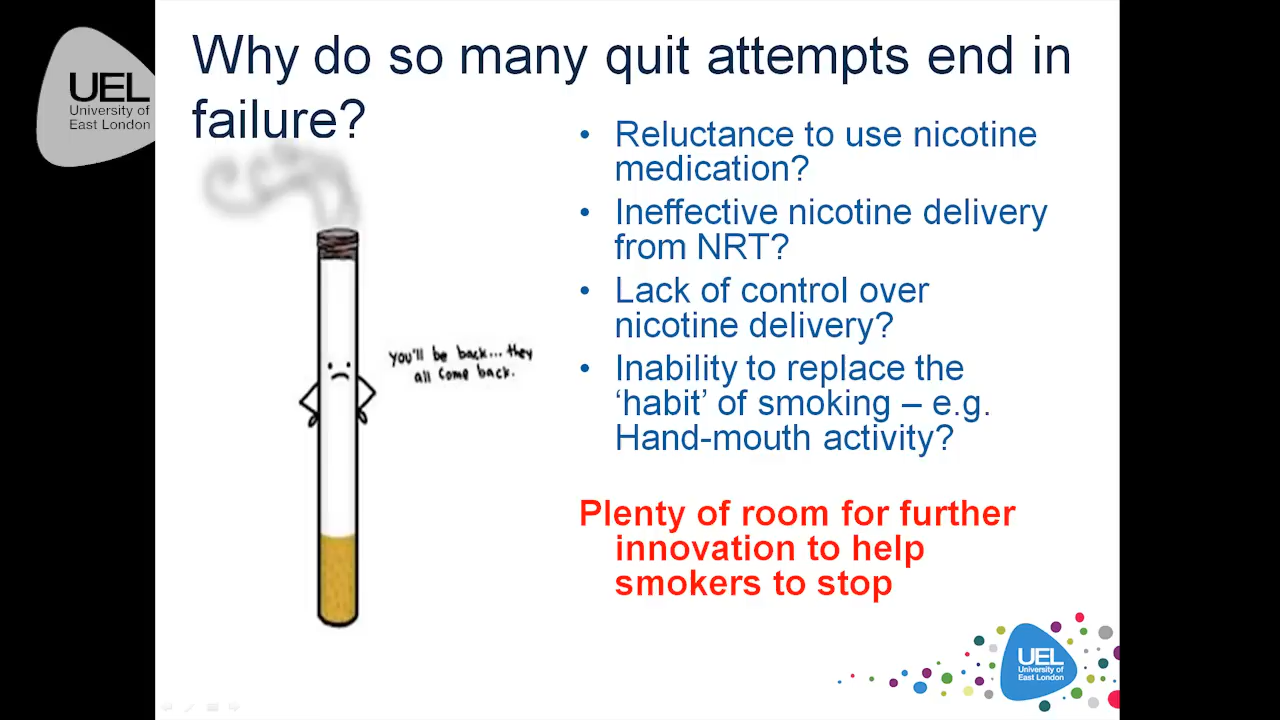 UEL
University of
East London
Why do so many quit attempts end in
failure?
• Reluctance to use nicotine
medication?
• Ineffective nicotine delivery
from NRT?
• Lack of control over
nicotine delivery?
• Inability to replace the
‘habit’ of smoking – e.g.
Hand-mouth activity?
you'll be back... they
all come back.
Plenty of room for further
innovation to help
smokers to stop
UEL
University of
East London